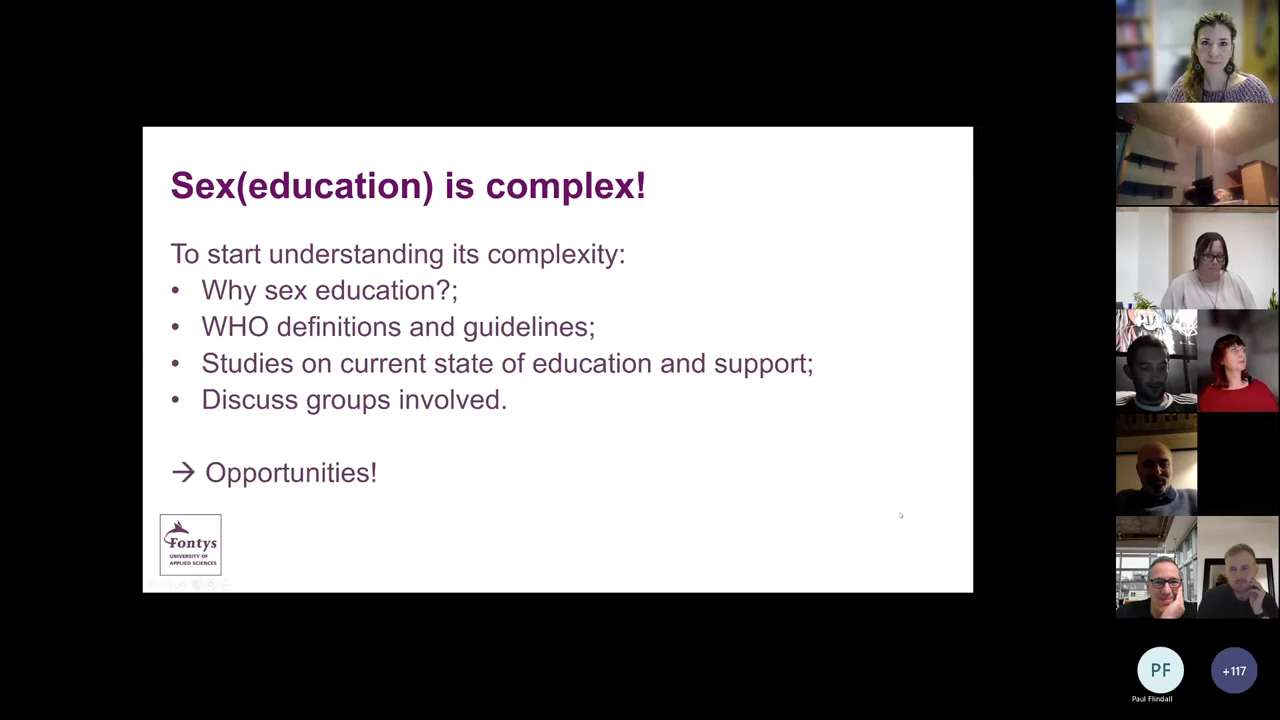 Sex(education) is complex!
To start understanding its complexity:
• Why sex education?;
• WHO definitions and guidelines;
• Studies on current state of education and support;
• Discuss groups involved.
→ Opportunities!
Fontys
UNIVERSITY OF
APPLIED SCIENCES
PF
+117
Paul Flindall